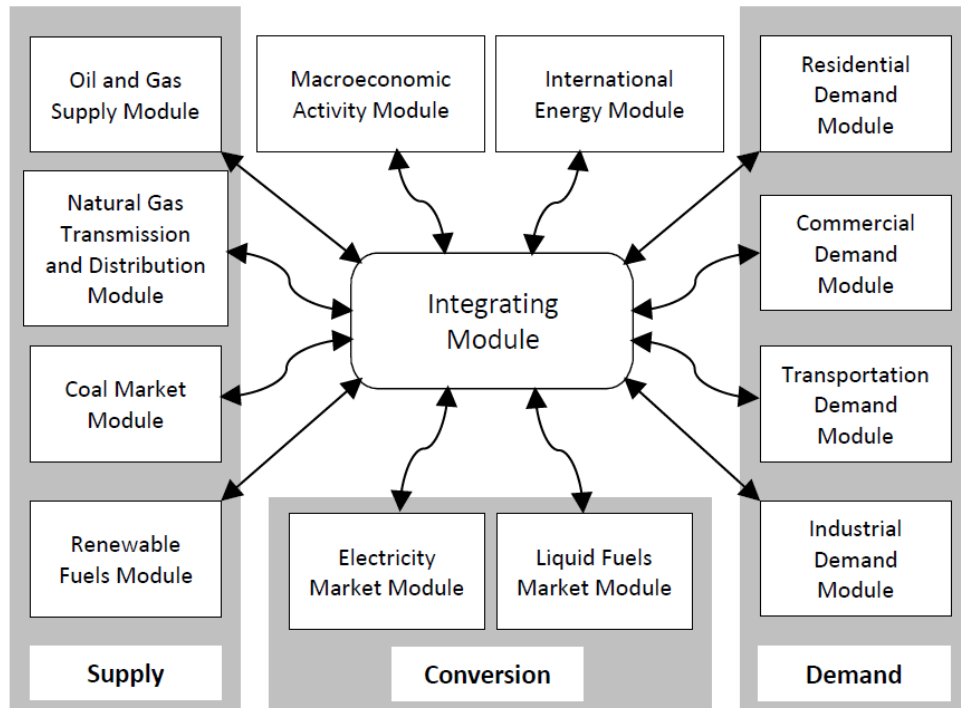 Oil and Gas
Supply Module
Macroeconomic
Activity Module
International
Energy Module
Residential
Demand
Module
Natural Gas
Transmission
and Distribution
Module
Commercial
Demand
Module
Integrating
Module
Coal Market
Module
Transportation
Demand
Module
Renewable
Fuels Module
Electricity
Market Module
Liquid Fuels
Market Module
Industrial
Demand
Module
Supply
Conversion
Demand